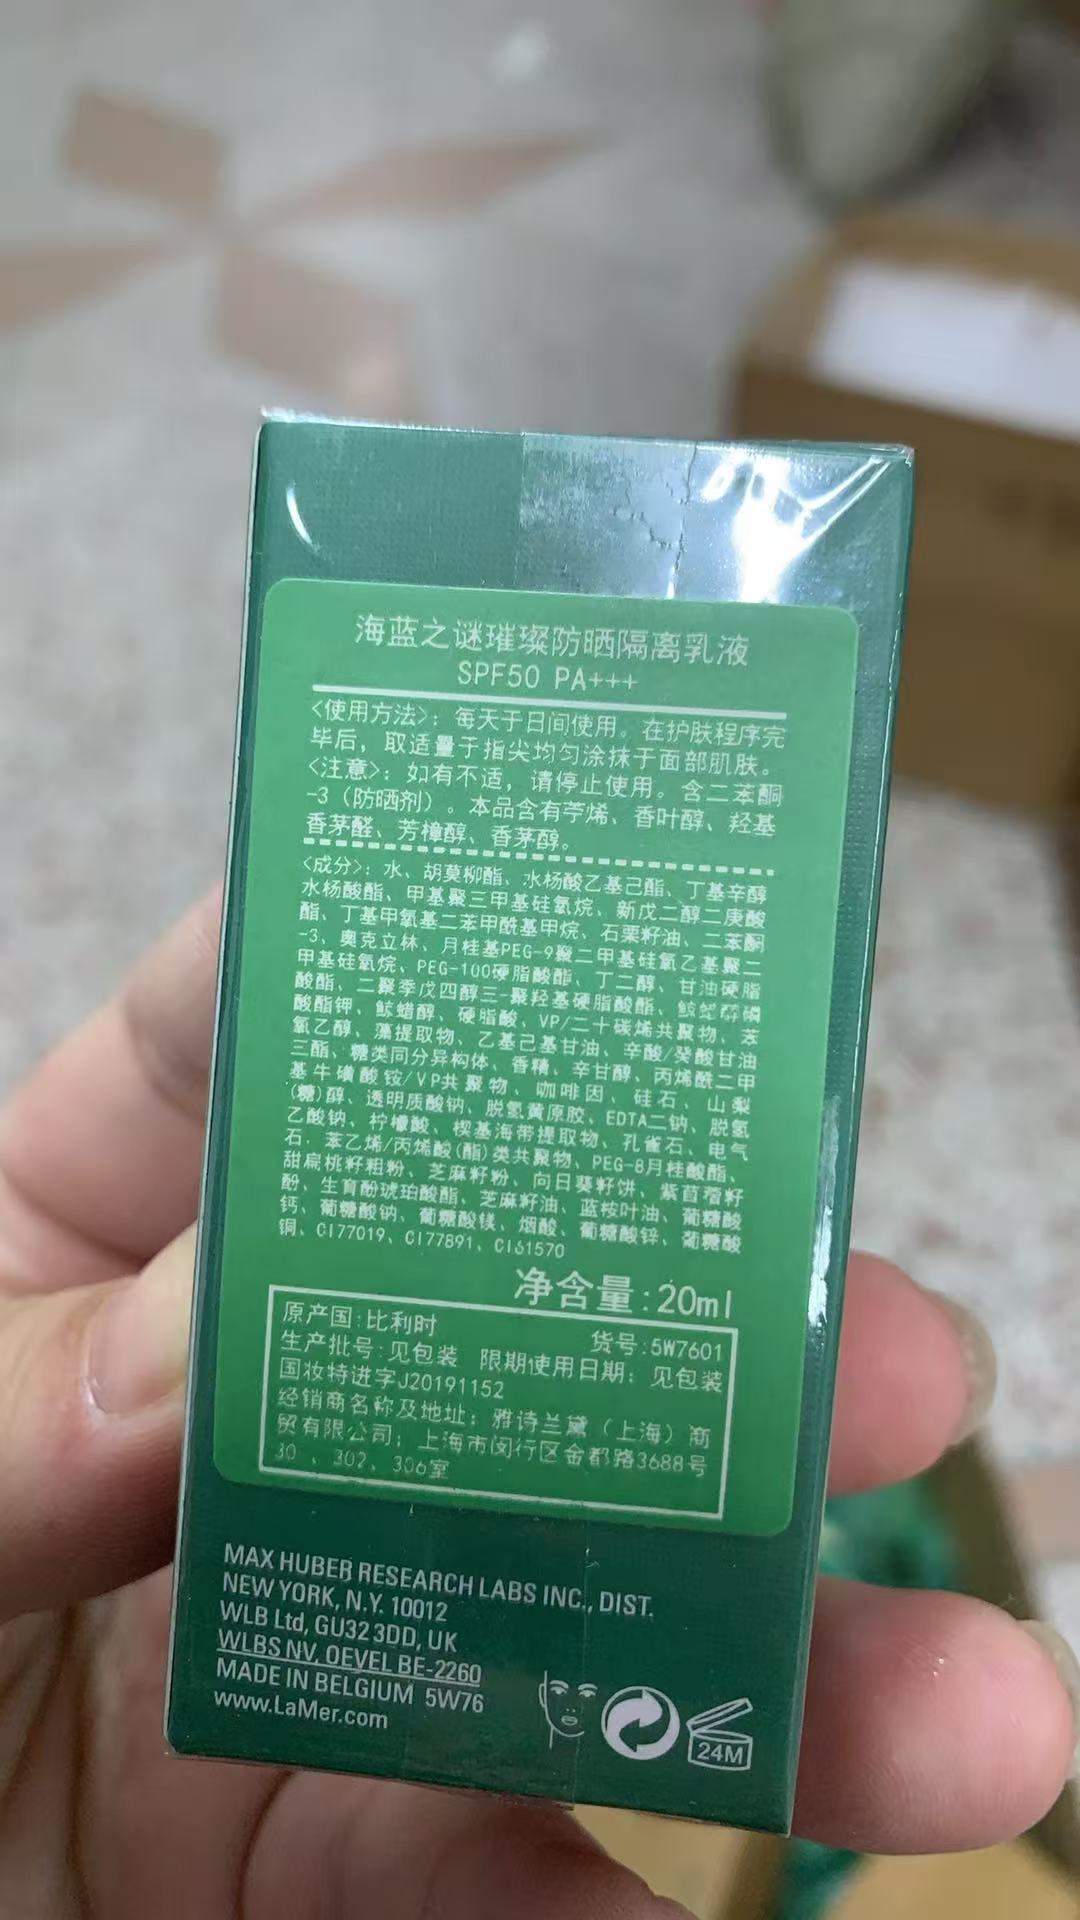 海蓝之谜璀璨防晒隔离乳液
SPF50 PA+++
<使用方法>：每天于日间使用。在护肤程序完
毕后，取适量于指尖均匀涂抹于面部肌肤。
<注意>：如有不适，请停止使用。含二苯酮
-3（防晒剂）。本品含有苧烯、香叶醇、羟基
香茅醛、芳樟醇、香茅醇。
<成分>：水、胡莫柳酯、水杨酸乙基己酯、丁基辛醇
水杨酸酯、甲基聚三甲基硅氧烷、新戊二醇二庚酸
酯、丁基甲氧基二苯甲酰基甲烷、石栗籽油、二苯酮
-3、奥克立林、月桂基PEG-9聚二甲基硅氧乙基聚二
甲基硅氧烷、PEG-100硬脂酸酯、丁二醇、甘油硬脂
酸酯、二聚季戊四醇三-聚羟基硬脂酸酯、鲸蜡醇磷
酸酯钾、鲸蜡醇、硬脂酸、VP/二十碳烯共聚物、苯
氧乙醇、藻提取物、乙基己基甘油、辛酸/癸酸甘油
三酯、糖类同分异构体、香精、辛甘醇、丙烯酰二甲
基牛磺酸铵/VP共聚物、咖啡因、硅石、山梨
(糖)醇、透明质酸钠、脱氢黄原胶、EDTA二钠、脱氢
乙酸钠、柠檬酸、楔基海带提取物、孔雀石、电气
石、苯乙烯/丙烯酸(酯)类共聚物、PEG-8月桂酸酯、
甜扁桃籽粗粉、芝麻籽粉、向日葵籽饼、紫苜蓿籽
粉、生育酚琥珀酸酯、芝麻籽油、蓝桉叶油、葡糖酸
钙、葡糖酸钠、葡糖酸镁、烟酸、葡糖酸锌、葡糖酸
铜、CI77019、CI77891、CI61570
净含量:20ml
原产国:比利时 货号:5W7601
生产批号:见包装 限期使用日期：见包装
国妆特进字J20191152
经销商名称及地址：雅诗兰黛（上海）商
贸有限公司；上海市闵行区金都路3688号
30 、302、306室
MAX HUBER RESEARCH LABS INC., DIST.
NEW YORK, N.Y. 10012
WLB Ltd, GU32 3DD, UK
WLBS NV, OEVEL BE-2260
MADE IN BELGIUM 5W76
www.LaMer.com
24M